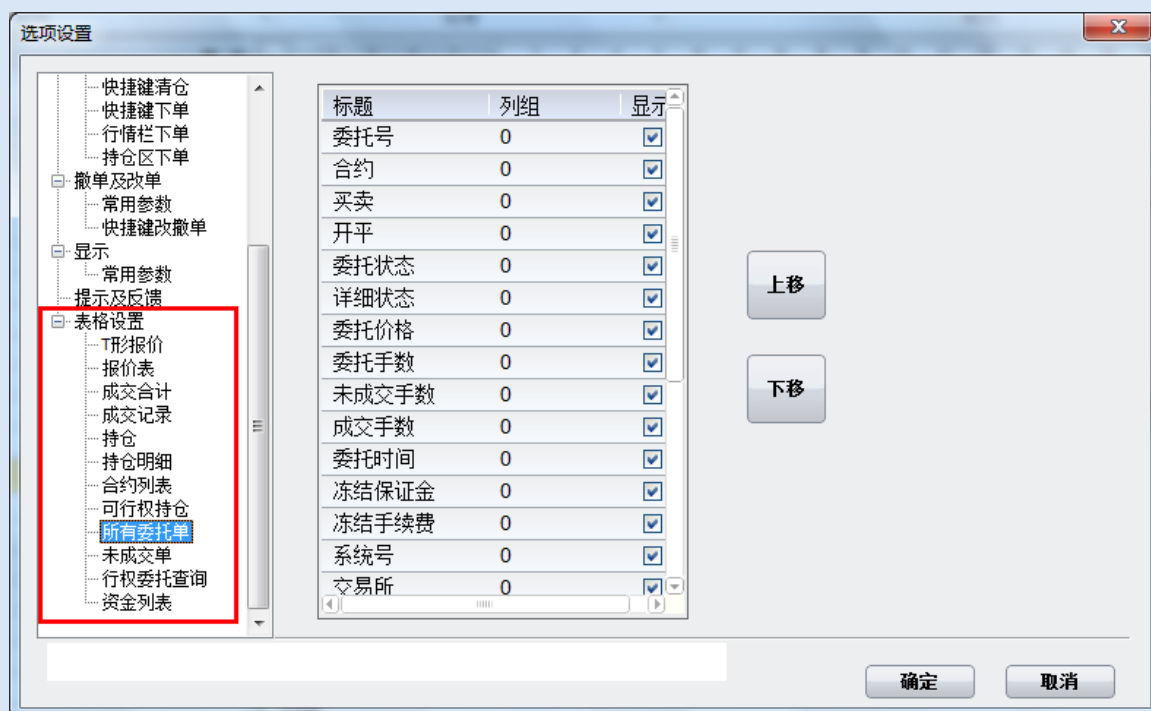 选项设置
快捷键清仓
快捷键下单
行情栏下单
持仓区下单
撤单及改单
常用参数
快捷键改撤单
显示
常用参数
提示及反馈
表格设置
T形报价
报价表
成交合计
成交记录
持仓
持仓明细
合约列表
可行权持仓
所有委托单
未成交单
行权委托查询
资金列表
标题 列组 显示
委托号 0
合约 0
买卖 0
开平 0
委托状态 0
详细状态 0
委托价格 0
委托手数 0
未成交手数 0
成交手数 0
委托时间 0
冻结保证金 0
冻结手续费 0
系统号 0
交易所 0
上移
下移
确定 取消